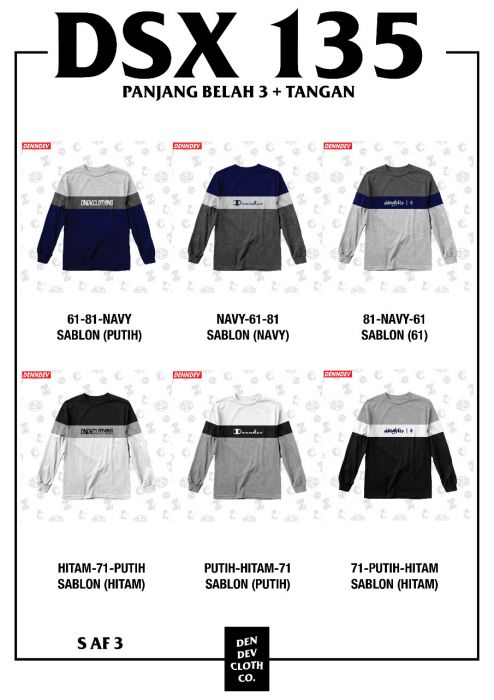 DSX 135
PANJANG BELAH 3 + TANGAN
DENNDEV
DENNDEV
DENNDEV
61-81-NAVY
SABLON (PUTIH)
NAVY-61-81
SABLON (NAVY)
81-NAVY-61
SABLON (61)
DENNDEV
DENNDEV
DENNDEV
HITAM-71-PUTIH
SABLON (HITAM)
PUTIH-HITAM-71
SABLON (PUTIH)
71-PUTIH-HITAM
SABLON (HITAM)
S AF 3
DEN
DEV
CLOTH
CO.